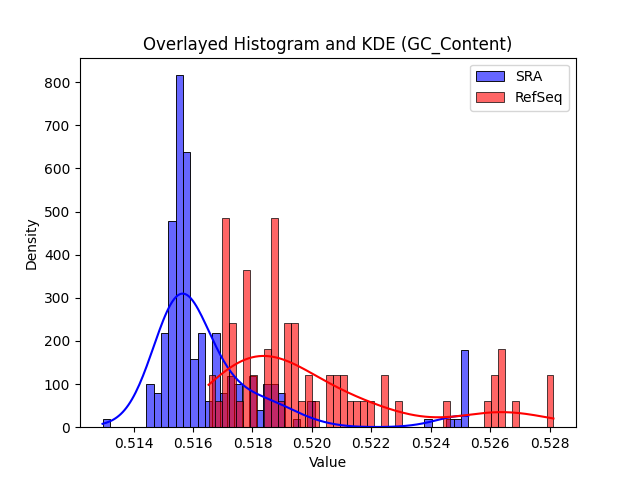 Overlayed Histogram and KDE (GC_Content)
SRA
RefSeq
800
700
600
500
400
300
200
100
0
Density
0.514 0.516 0.518 0.520 0.522 0.524 0.526 0.528
Value